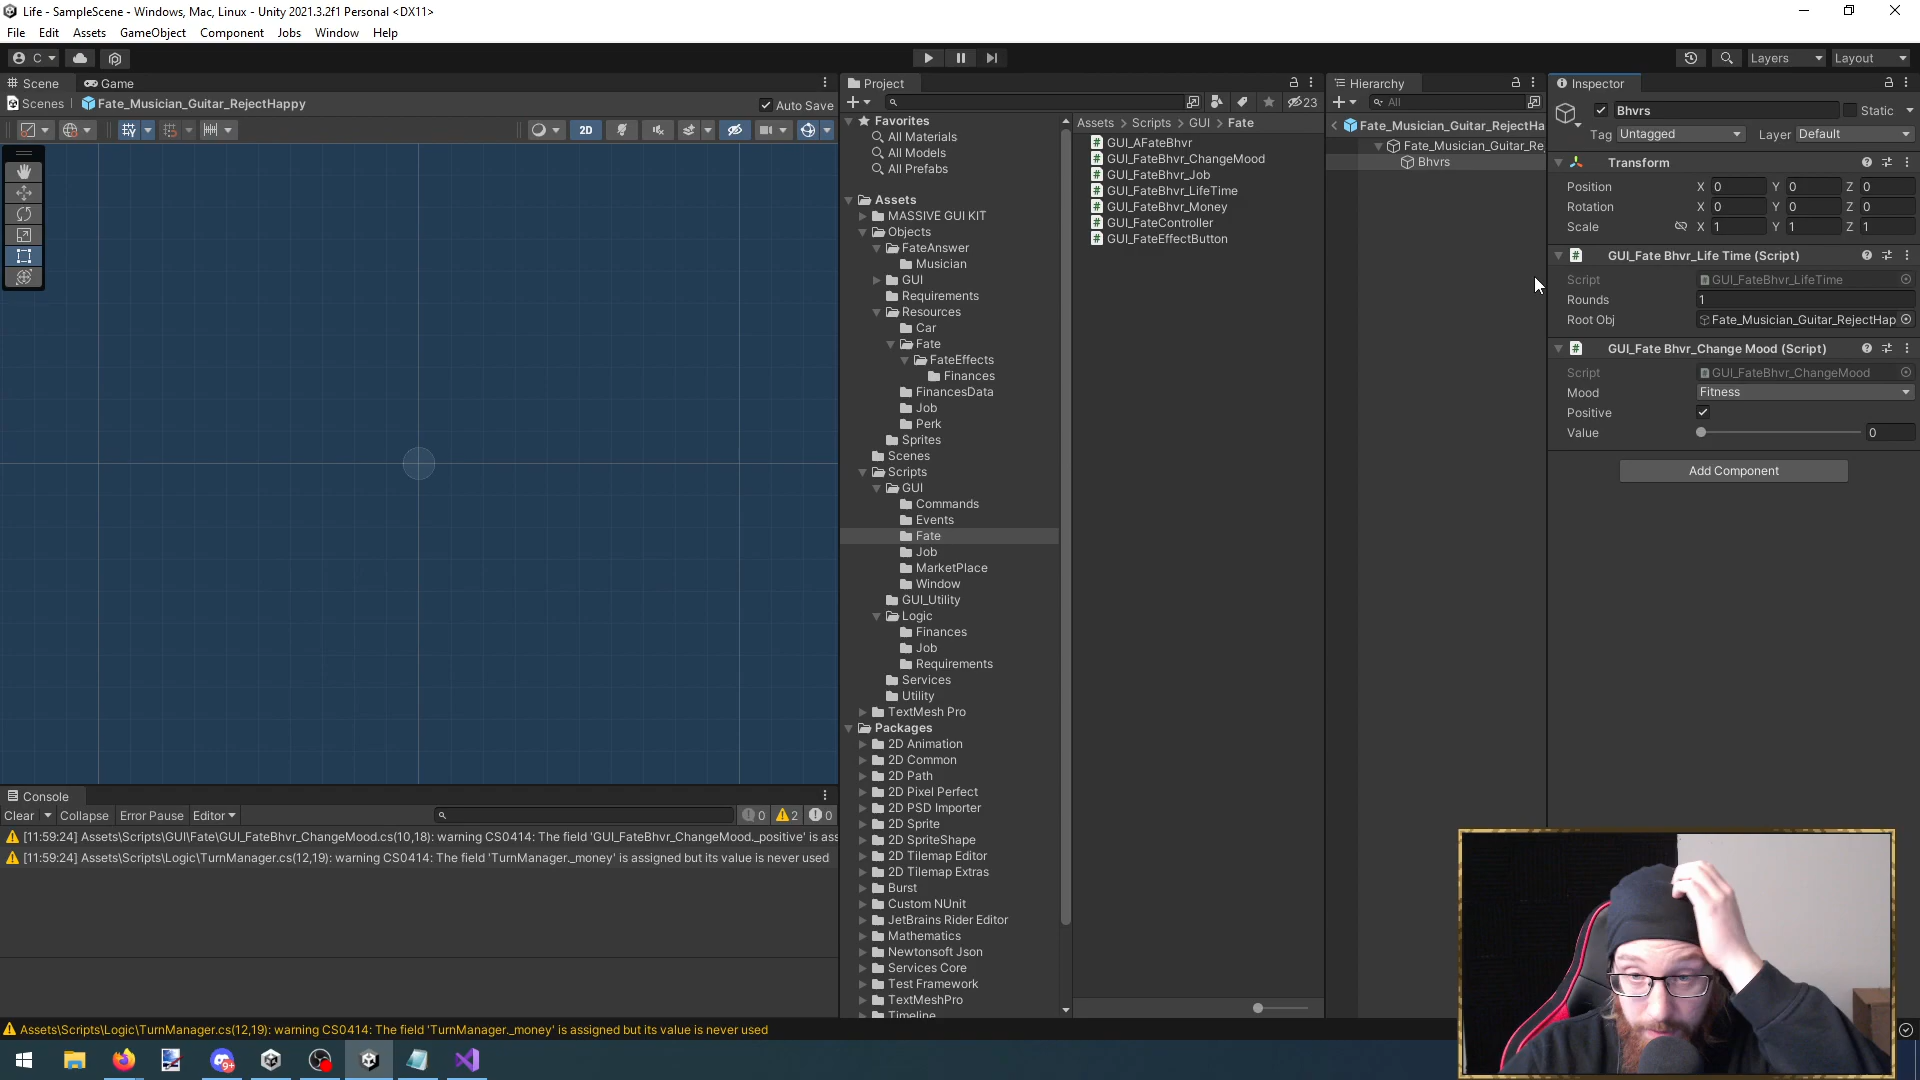 Life - SampleScene - Windows, Mac, Linux - Unity 2021.3.2f1 Personal <DX11>
File Edit Assets GameObject Component Jobs Window Help
C
Layers Layout
Scene Game
Scenes Fate_Musician_Guitar_RejectHappy Auto Save
2D
Project
23
Favorites
All Materials
All Models
All Prefabs
Assets
MASSIVE GUI KIT
Objects
FateAnswer
Musician
GUI
Requirements
Resources
Car
Fate
FateEffects
Finances
FinancesData
Job
Perk
Sprites
Scenes
Scripts
GUI
Commands
Events
Fate
Job
MarketPlace
Window
GUI_Utility
Logic
Finances
Job
Requirements
Services
Utility
TextMesh Pro
Packages
2D Animation
2D Common
2D Path
2D Pixel Perfect
2D PSD Importer
2D Sprite
2D SpriteShape
2D Tilemap Editor
2D Tilemap Extras
Burst
Custom NUnit
JetBrains Rider Editor
Mathematics
Newtonsoft Json
Services Core
Test Framework
TextMeshPro
Timeline
Assets > Scripts > GUI > Fate
GUI_AFateBhvr
GUI_FateBhvr_ChangeMood
GUI_FateBhvr_Job
GUI_FateBhvr_LifeTime
GUI_FateBhvr_Money
GUI_FateController
GUI_FateEffectButton
Hierarchy
All
Fate_Musician_Guitar_RejectHa
Fate_Musician_Guitar_Re
Bhvrs
Inspector
Bhvrs Static
Tag Untagged Layer Default
Transform
Position X 0 Y 0 Z 0
Rotation X 0 Y 0 Z 0
Scale X 1 Y 1 Z 1
GUI_Fate Bhvr_Life Time (Script)
Script GUI_FateBhvr_LifeTime
Rounds 1
Root Obj Fate_Musician_Guitar_RejectHap
GUI_Fate Bhvr_Change Mood (Script)
Script GUI_FateBhvr_ChangeMood
Mood Fitness
Positive
Value 0
Add Component
Console
Clear Collapse Error Pause Editor 0 2 0
[11:59:24] Assets\Scripts\GUI\Fate\GUI_FateBhvr_ChangeMood.cs(10,18): warning CS0414: The field 'GUI_FateBhvr_ChangeMood._positive' is ass
[11:59:24] Assets\Scripts\Logic\TurnManager.cs(12,19): warning CS0414: The field 'TurnManager._money' is assigned but its value is never used
Assets\Scripts\Logic\TurnManager.cs(12,19): warning CS0414: The field 'TurnManager._money' is assigned but its value is never used
9+